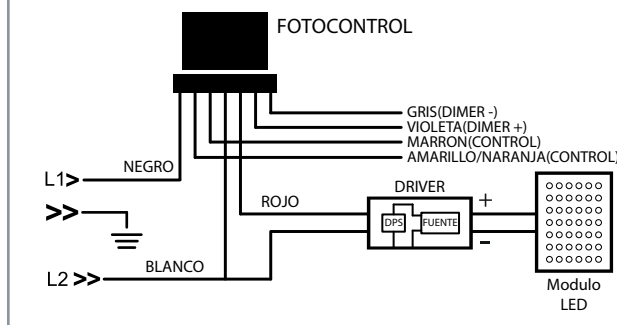 FOTOCONTROL
GRIS(DIMER -)
VIOLETA(DIMER +)
MARRON(CONTROL)
AMARILLO/NARANJA(CONTROL)
NEGRO
L1>
ROJO
DRIVER
+
>>
DPS
FUENTE
-
L2 >>
BLANCO
Modulo
LED